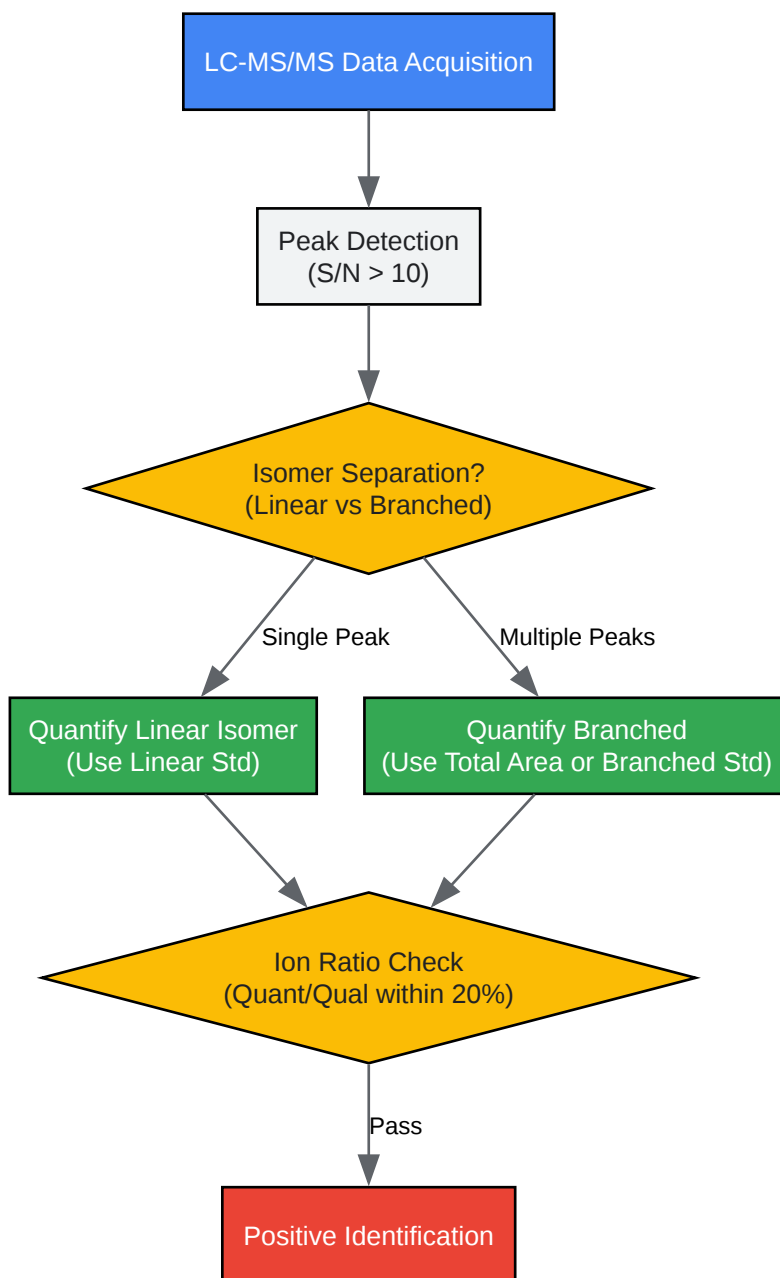 LC-MS/MS Data Acquisition
Peak Detection
(S/N > 10)
Isomer Separation?
(Linear vs Branched)
Single Peak
Multiple Peaks
Quantify Linear Isomer
(Use Linear Std)
Quantify Branched
(Use Total Area or Branched Std)
Ion Ratio Check
(Quant/Qual within 20%)
Pass
Positive Identification